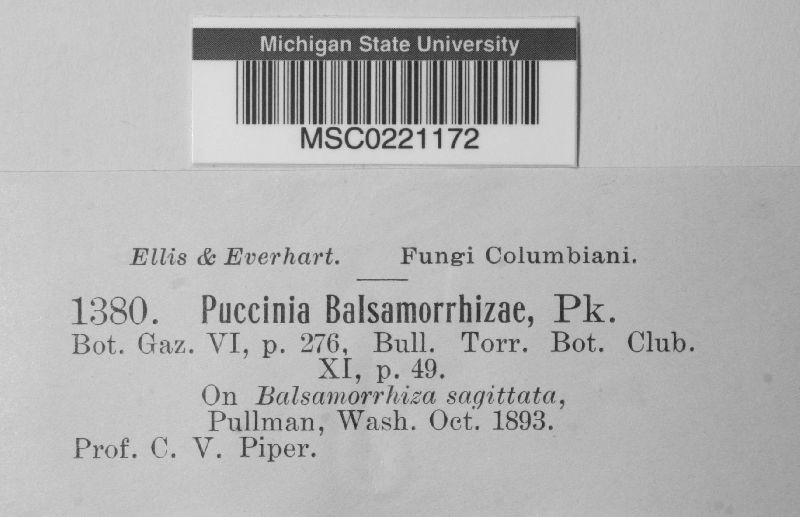 Michigan State University
MSC0221172
Ellis & Everhart. Fungi Columbiani.
1380. Puccinia Balsamorrhizae, Pk.
Bot. Gaz. VI, p. 276, Bull. Torr. Bot. Club.
XI, p. 49.
On Balsamorrhiza sagittata,
Pullman, Wash. Oct. 1893.
Prof. C. V. Piper.